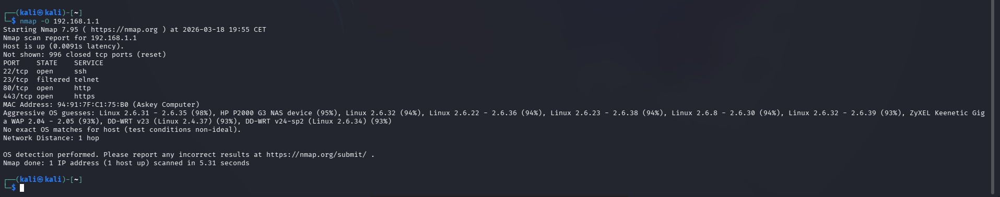 ┌──(kali㉿kali)-[~]
└─$ nmap -O 192.168.1.1
Starting Nmap 7.95 ( https://nmap.org ) at 2026-03-18 19:55 CET
Nmap scan report for 192.168.1.1
Host is up (0.0091s latency).
Not shown: 996 closed tcp ports (reset)
PORT    STATE    SERVICE
22/tcp  open     ssh
23/tcp  filtered telnet
80/tcp  open     http
443/tcp open     https
MAC Address: 94:91:7F:C1:75:B0 (Askey Computer)
Aggressive OS guesses: Linux 2.6.31 - 2.6.35 (98%), HP P2000 G3 NAS device (95%), Linux 2.6.32 (94%), Linux 2.6.22 - 2.6.36 (94%), Linux 2.6.23 - 2.6.38 (94%), Linux 2.6.8 - 2.6.30 (94%), Linux 2.6.32 - 2.6.39 (93%), ZyXEL Keenetic Gig
a WAP 2.04 - 2.05 (93%), DD-WRT v23 (Linux 2.4.37) (93%), DD-WRT v24-sp2 (Linux 2.6.34) (93%)
No exact OS matches for host (test conditions non-ideal).
Network Distance: 1 hop

OS detection performed. Please report any incorrect results at https://nmap.org/submit/ .
Nmap done: 1 IP address (1 host up) scanned in 5.31 seconds

┌──(kali㉿kali)-[~]
└─$